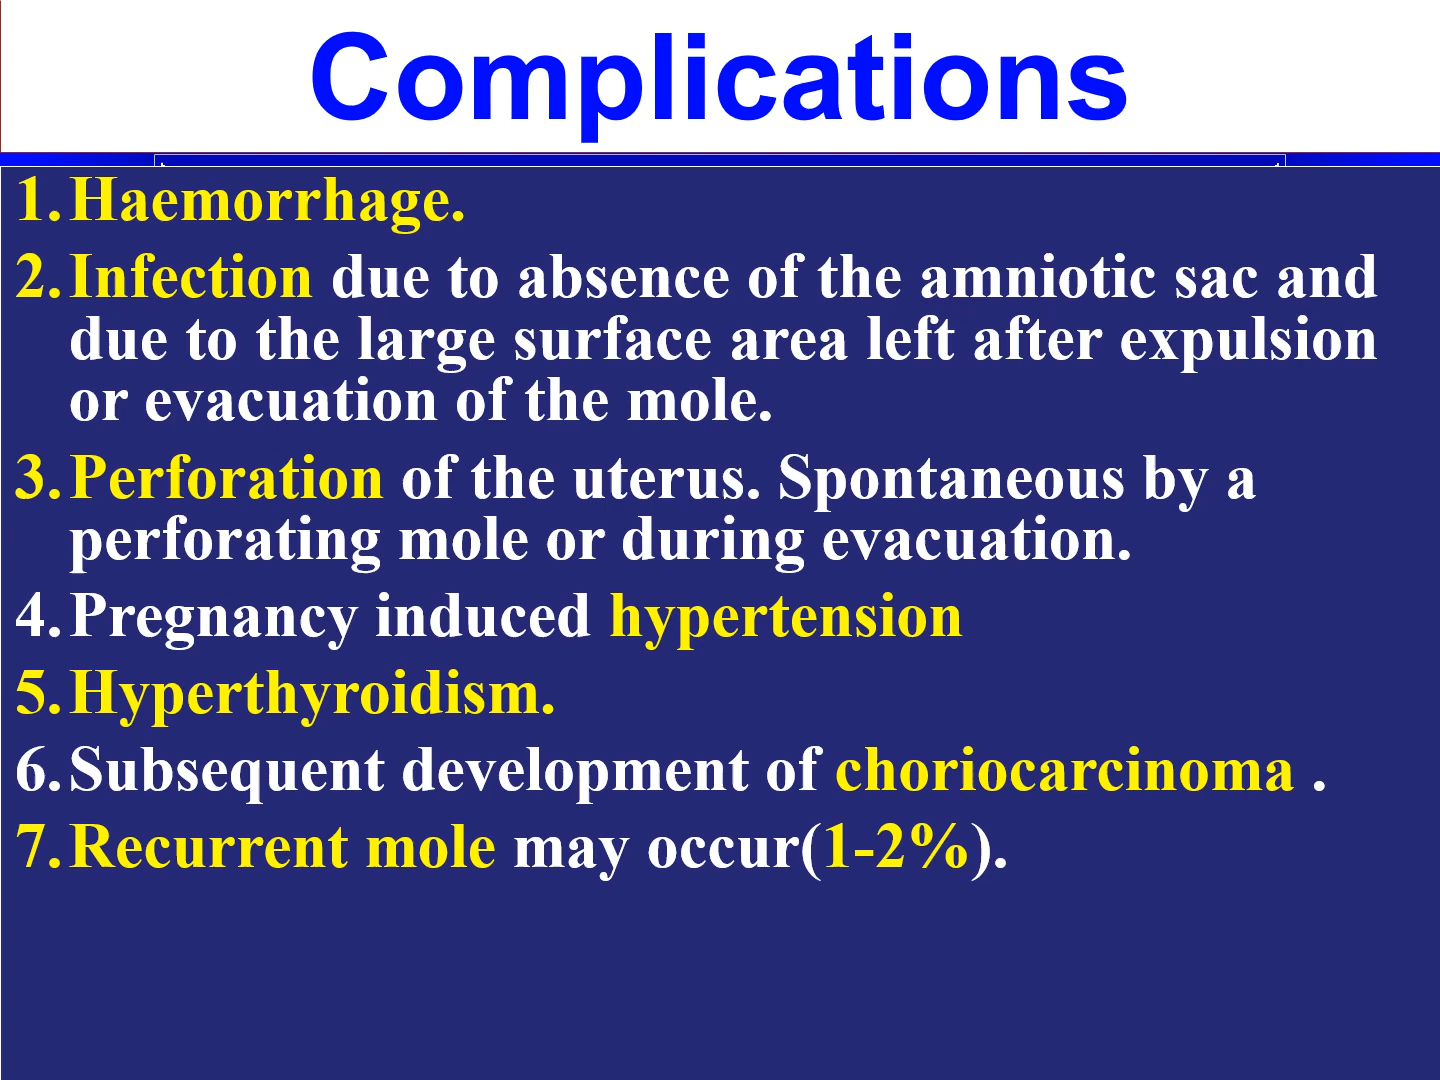 Complications
1. Haemorrhage.
2. Infection due to absence of the amniotic sac and
due to the large surface area left after expulsion
or evacuation of the mole.
3. Perforation of the uterus. Spontaneous by a
perforating mole or during evacuation.
4. Pregnancy induced hypertension
5. Hyperthyroidism.
6. Subsequent development of choriocarcinoma .
7. Recurrent mole may occur(1-2%).